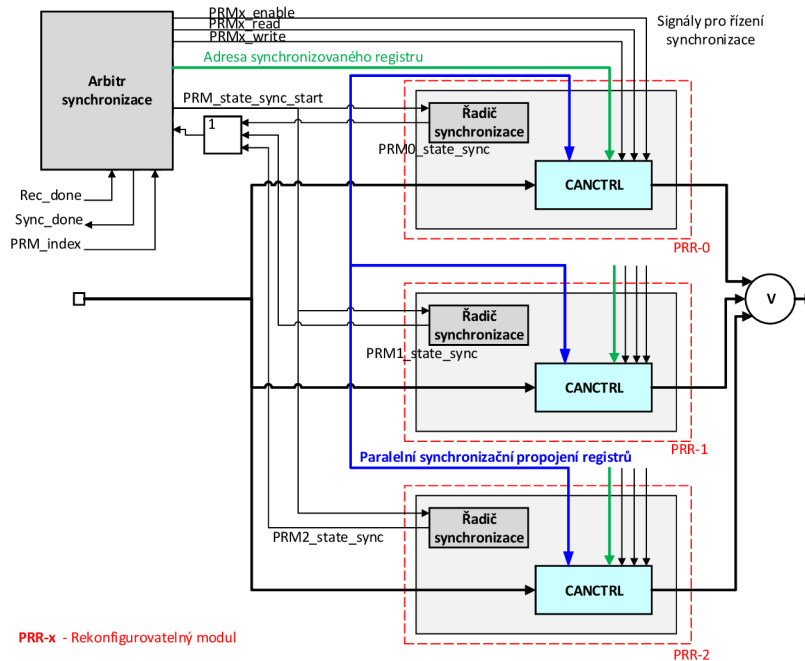 PRMx_enable
PRMx_read
PRMx_write
Signály pro řízení
synchronizace
Adresa synchronizovaného registru
Arbitr
synchronizace
PRM_state_sync_start
1
Řadič
synchronizace
PRM0_state_sync
CANCTRL
Rec_done
Sync_done
PRM_index
PRR-0
V
Řadič
synchronizace
PRM1_state_sync
CANCTRL
PRR-1
Paralelní synchronizační propojení registrů
Řadič
synchronizace
PRM2_state_sync
CANCTRL
PRR-x - Rekonfigurovatelný modul
PRR-2